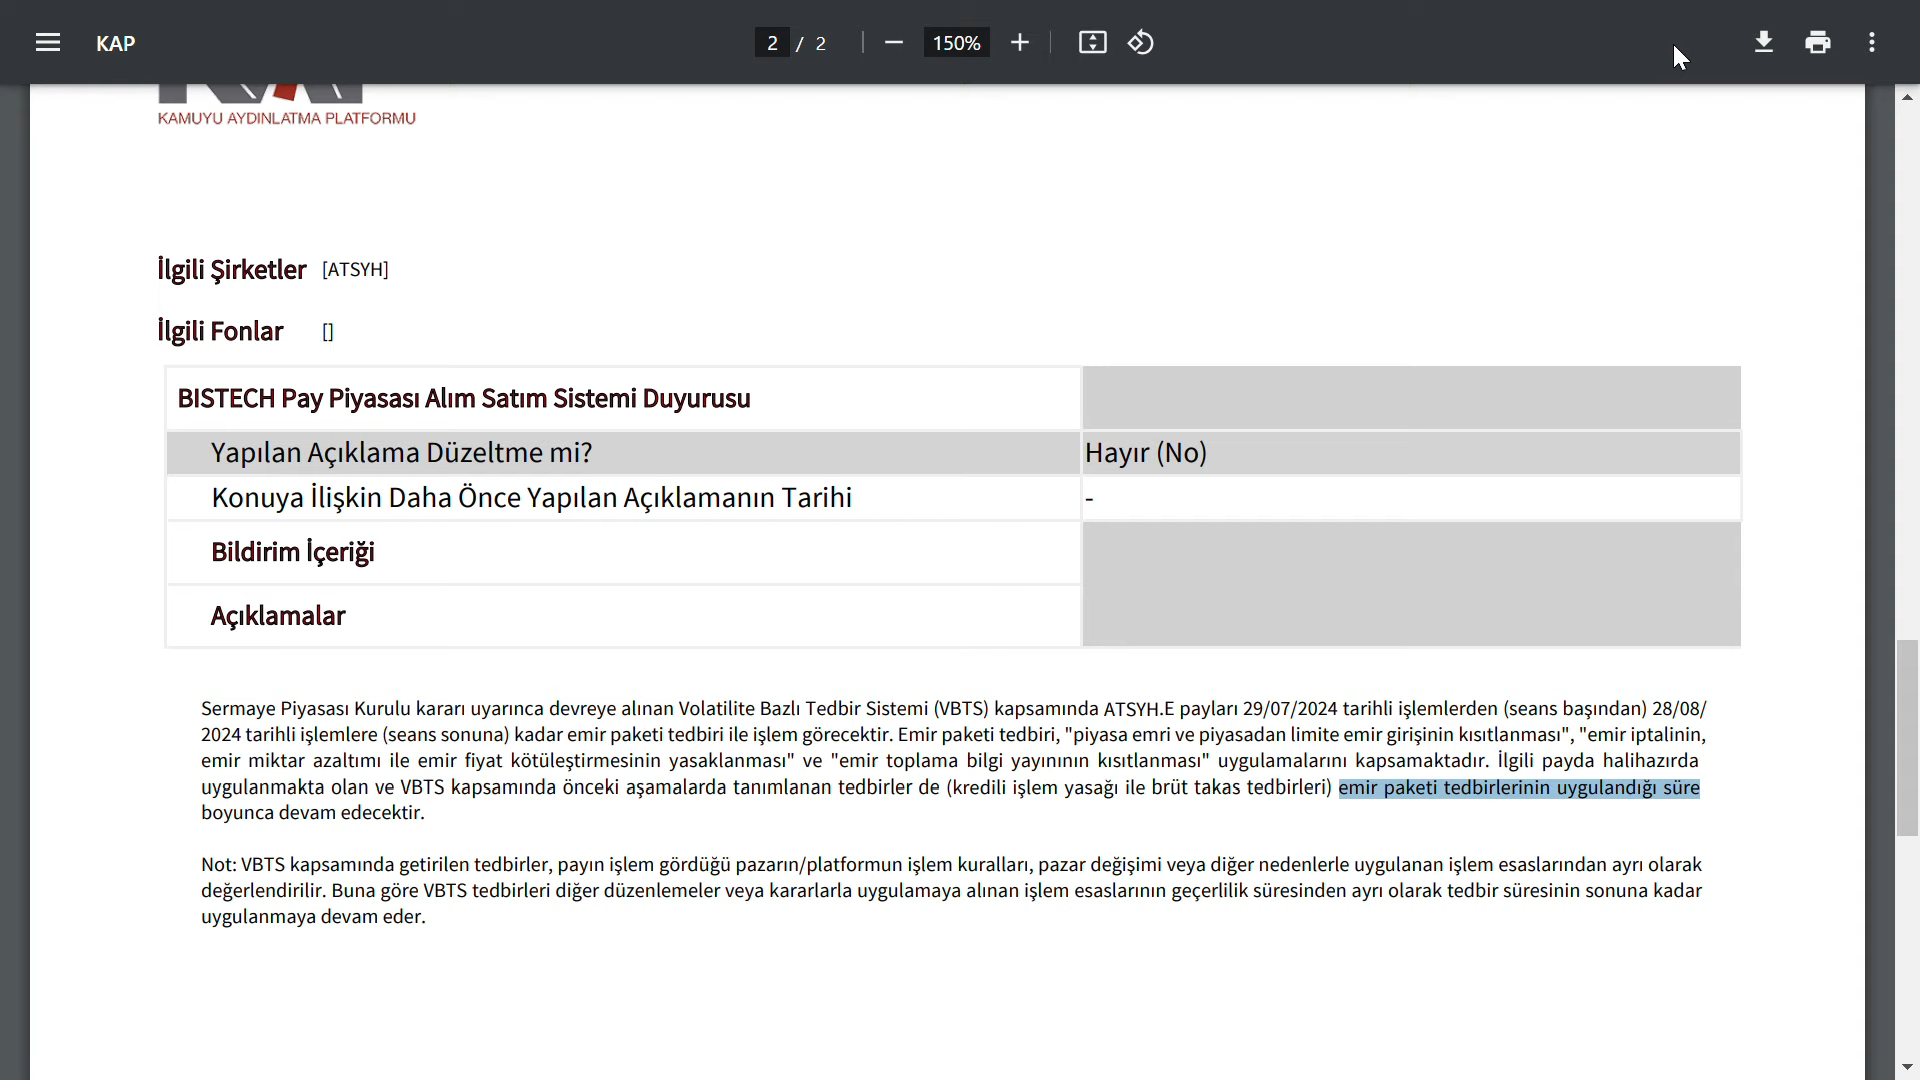 KAP
2 / 2
150%
KAMUYU AYDINLATMA PLATFORMU
İlgili Şirketler [ATSYH]
İlgili Fonlar []
BISTECH Pay Piyasası Alım Satım Sistemi Duyurusu
Yapılan Açıklama Düzeltme mi? Hayır (No)
Konuya İlişkin Daha Önce Yapılan Açıklamanın Tarihi -
Bildirim İçeriği
Açıklamalar
Sermaye Piyasası Kurulu kararı uyarınca devreye alınan Volatilite Bazlı Tedbir Sistemi (VBTS) kapsamında ATSYH.E payları 29/07/2024 tarihli işlemlerden (seans başından) 28/08/
2024 tarihli işlemlere (seans sonuna) kadar emir paketi tedbiri ile işlem görecektir. Emir paketi tedbiri, "piyasa emri ve piyasadan limite emir girişinin kısıtlanması", "emir iptalinin,
emir miktar azaltımı ile emir fiyat kötüleştirmesinin yasaklanması" ve "emir toplama bilgi yayınının kısıtlanması" uygulamalarını kapsamaktadır. İlgili payda halihazırda
uygulanmakta olan ve VBTS kapsamında önceki aşamalarda tanımlanan tedbirler de (kredili işlem yasağı ile brüt takas tedbirleri) emir paketi tedbirlerinin uygulandığı süre
boyunca devam edecektir.
Not: VBTS kapsamında getirilen tedbirler, payın işlem gördüğü pazarın/platformun işlem kuralları, pazar değişimi veya diğer nedenlerle uygulanan işlem esaslarından ayrı olarak
değerlendirilir. Buna göre VBTS tedbirleri diğer düzenlemeler veya kararlarla uygulamaya alınan işlem esaslarının geçerlilik süresinden ayrı olarak tedbir süresinin sonuna kadar
uygulanmaya devam eder.